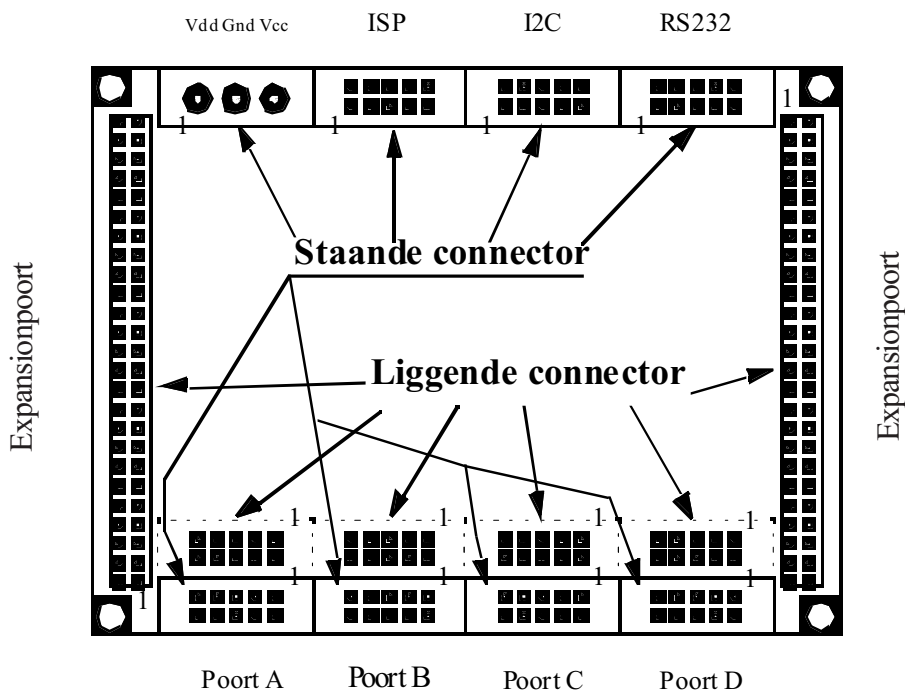 Vdd Gnd Vcc ISP I2C RS232
1
1 1 1 1
Staande connector
Expansionpoort
Expansionpoort
Liggende connector
1 1 1 1
1 1 1 1
1
Poort A Poort B Poort C Poort D